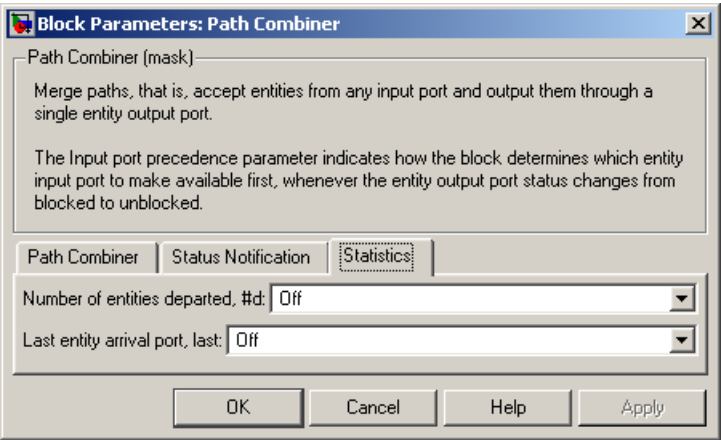 Block Parameters: Path Combiner
Path Combiner (mask)
Merge paths, that is, accept entities from any input port and output them through a
single entity output port.
The Input port precedence parameter indicates how the block determines which entity
input port to make available first, whenever the entity output port status changes from
blocked to unblocked.
Path Combiner Status Notification Statistics
Number of entities departed, #d: Off
Last entity arrival port, last: Off
OK Cancel Help Apply